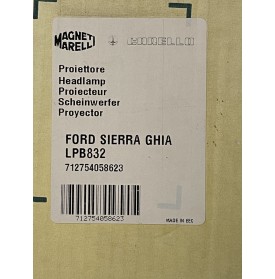 MAGNETI MARELLI
CARELLO
Proiettore
Headlamp
Projecteur
Scheinwerfer
Proyector
FORD SIERRA GHIA
LPB832
712754058623
712754058623
MADE IN EEC